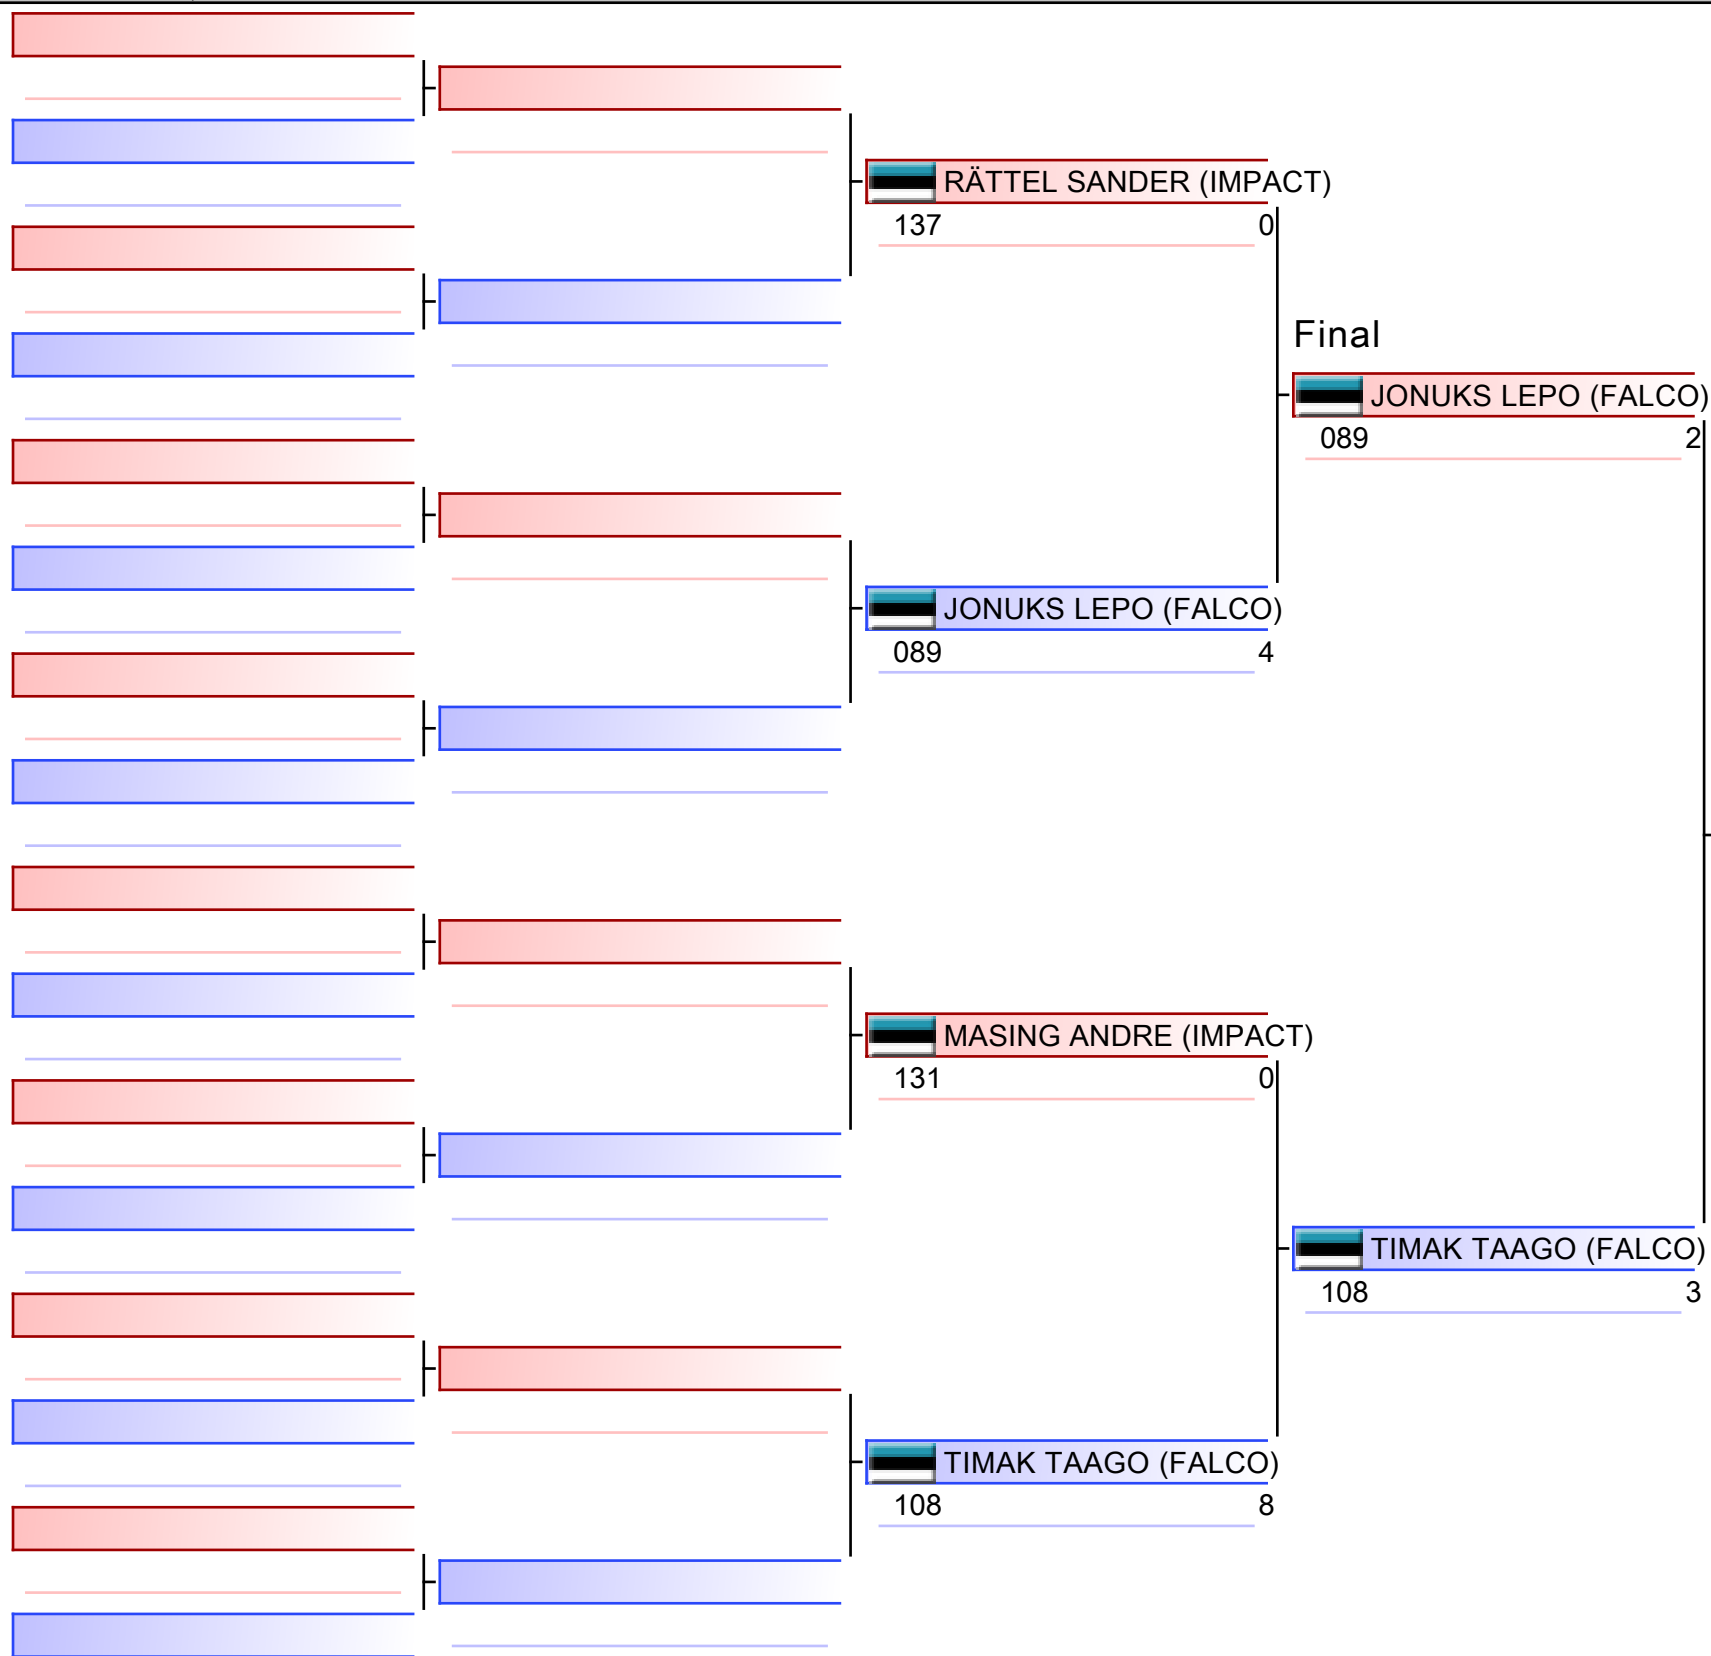 RÄTTEL SANDER (IMPACT)
137 0
Final
JONUKS LEPO (FALCO)
089 2
JONUKS LEPO (FALCO)
089 4
MASING ANDRE (IMPACT)
131 0
TIMAK TAAGO (FALCO)
108 3
TIMAK TAAGO (FALCO)
108 8